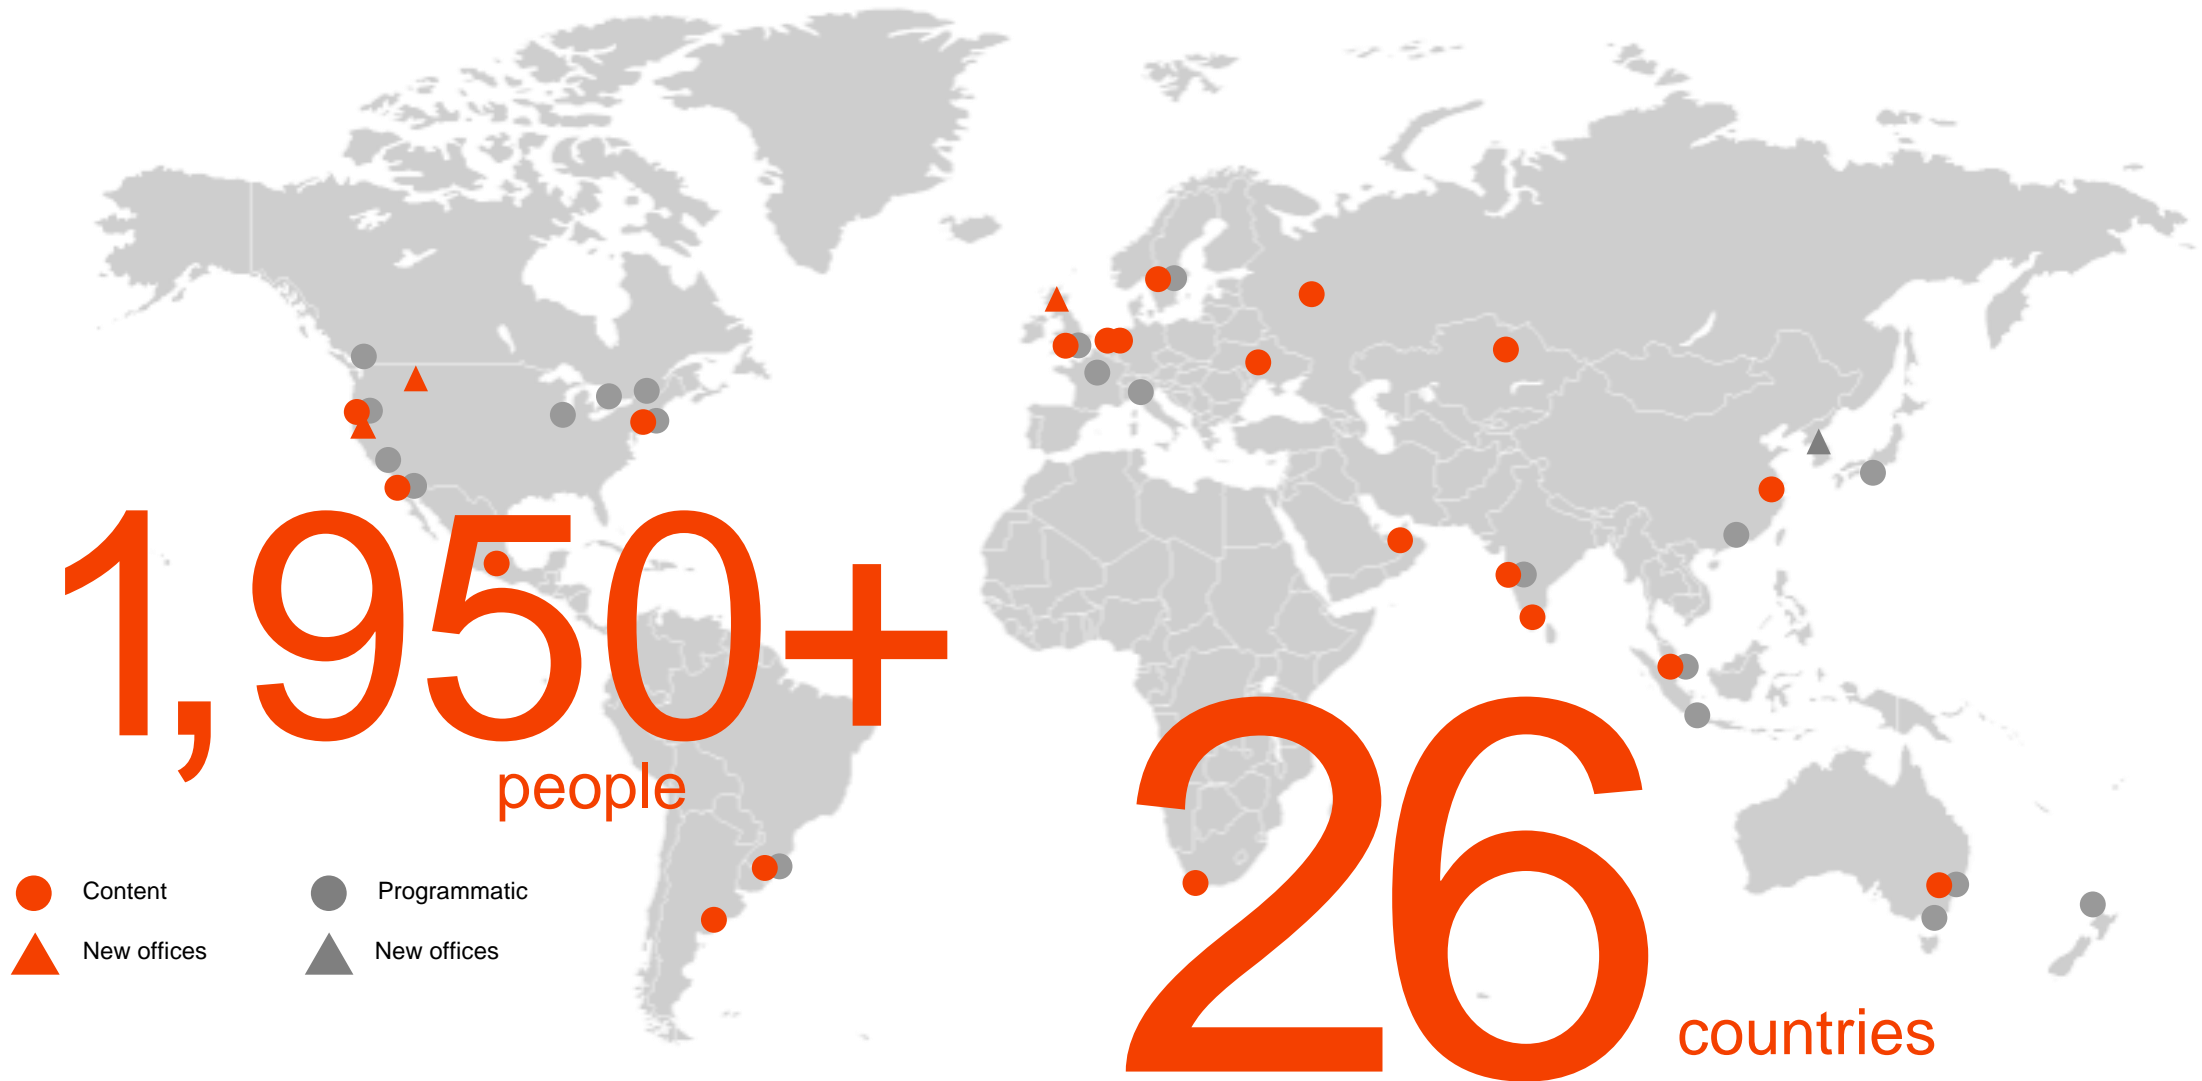 1,950+
people
26
countries
Content
Programmatic
New offices
New offices